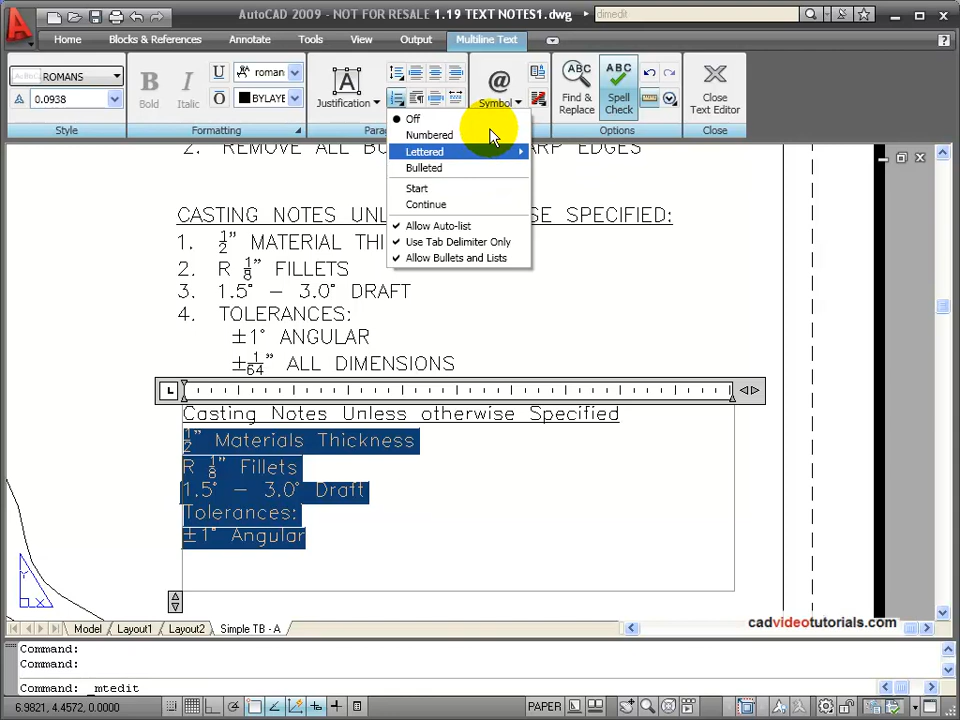 AutoCAD 2009 - NOT FOR RESALE 1.19 TEXT NOTES1.dwg
dimedit
Home Blocks & References Annotate Tools View Output Multiline Text
ROMANS
0.0938
Bold Italic
U
O
roman
BYLAYE
A
Justification
@
Symbol
ABC
Find & Replace
ABC
Spell Check
Close Text Editor
Style Formatting Para Options Close
Off
Numbered
Lettered
Bulleted
Start
Continue
Allow Auto-list
Use Tab Delimiter Only
Allow Bullets and Lists
2. REMOVE ALL BU SHARP EDGES
CASTING NOTES UNLE SE SPECIFIED:
1. 1/2" MATERIAL THI
2. R 1/8" FILLETS
3. 1.5° - 3.0° DRAFT
4. TOLERANCES:
±1° ANGULAR
±1/64" ALL DIMENSIONS
L
Casting Notes Unless otherwise Specified
1/2" Materials Thickness
R 1/8" Fillets
1.5° - 3.0° Draft
Tolerances:
±1° Angular
Y
X
cadvideotutorials.com
Model Layout1 Layout2 Simple TB - A
Command:
Command:
Command: _mtedit
6.9821, 4.4572, 0.0000
PAPER